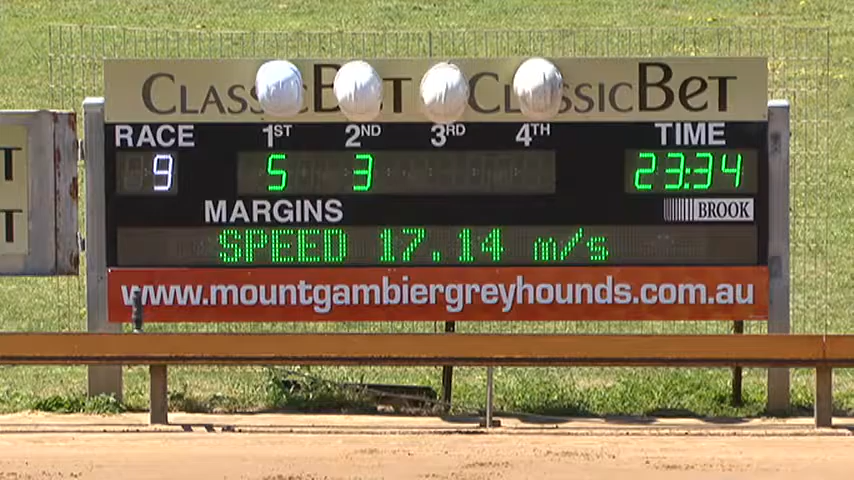 CLASSICBET CLASSICBET
RACE 1ST 2ND 3RD 4TH TIME
9 5 3 23:34
MARGINS BROOK
SPEED 17.14 m/s
www.mountgambiergreyhounds.com.au
T
T